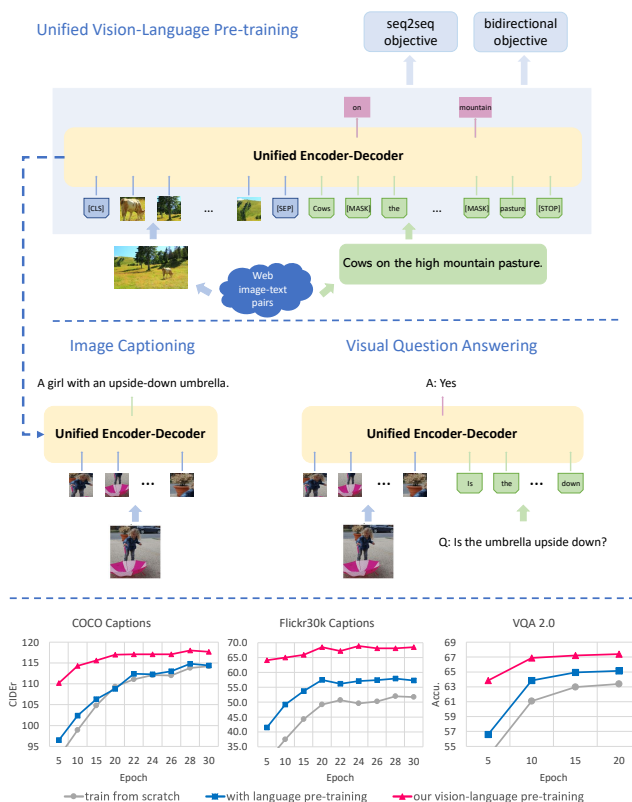 Unified Vision-Language Pre-training
seq2seq
objective
bidirectional
objective
on
mountain
Unified Encoder-Decoder
[CLS]
...
[SEP]
Cows
[MASK]
the
...
[MASK]
pasture
[STOP]
Web
image-text
pairs
Cows on the high mountain pasture.
Image Captioning
Visual Question Answering
A girl with an upside-down umbrella.
A: Yes
Unified Encoder-Decoder
Unified Encoder-Decoder
...
...
Is
the
...
down
Q: Is the umbrella upside down?
COCO Captions
CIDEr
120
115
110
105
100
95
5 10 15 20 22 24 26 28 30
Epoch
Flickr30k Captions
70.0
65.0
60.0
55.0
50.0
45.0
40.0
35.0
5 10 15 20 22 24 26 28 30
Epoch
VQA 2.0
Accu.
69
67
65
63
61
59
57
55
5 10 15 20
Epoch
train from scratch
with language pre-training
our vision-language pre-training